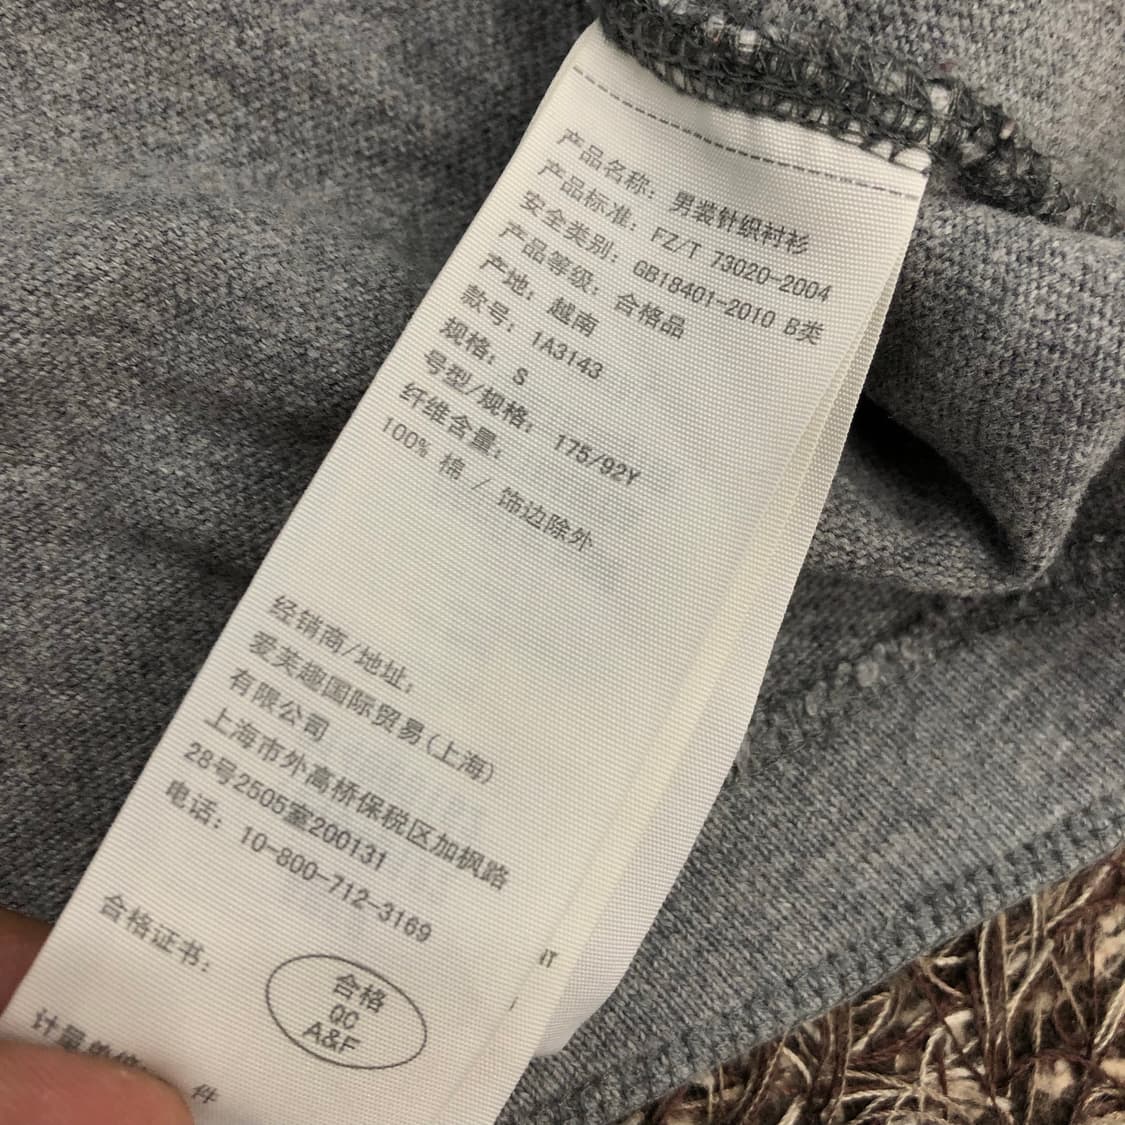 产品名称: 男装针织衬衫
产品标准: FZ/T 73020-2004
安全类别: GB18401-2010 B类
产品等级: 合格品
产地: 越南
款号: 1A3143
规格: S
号型/规格: 175/92Y
纤维含量:
100% 棉 / 饰边除外
经销商/地址:
爱芙趣国际贸易(上海)
有限公司
上海市外高桥保税区加枫路
28号2505室200131
电话: 10-800-712-3169
合格证书:
合格
QC
A&F
计量单位: 件